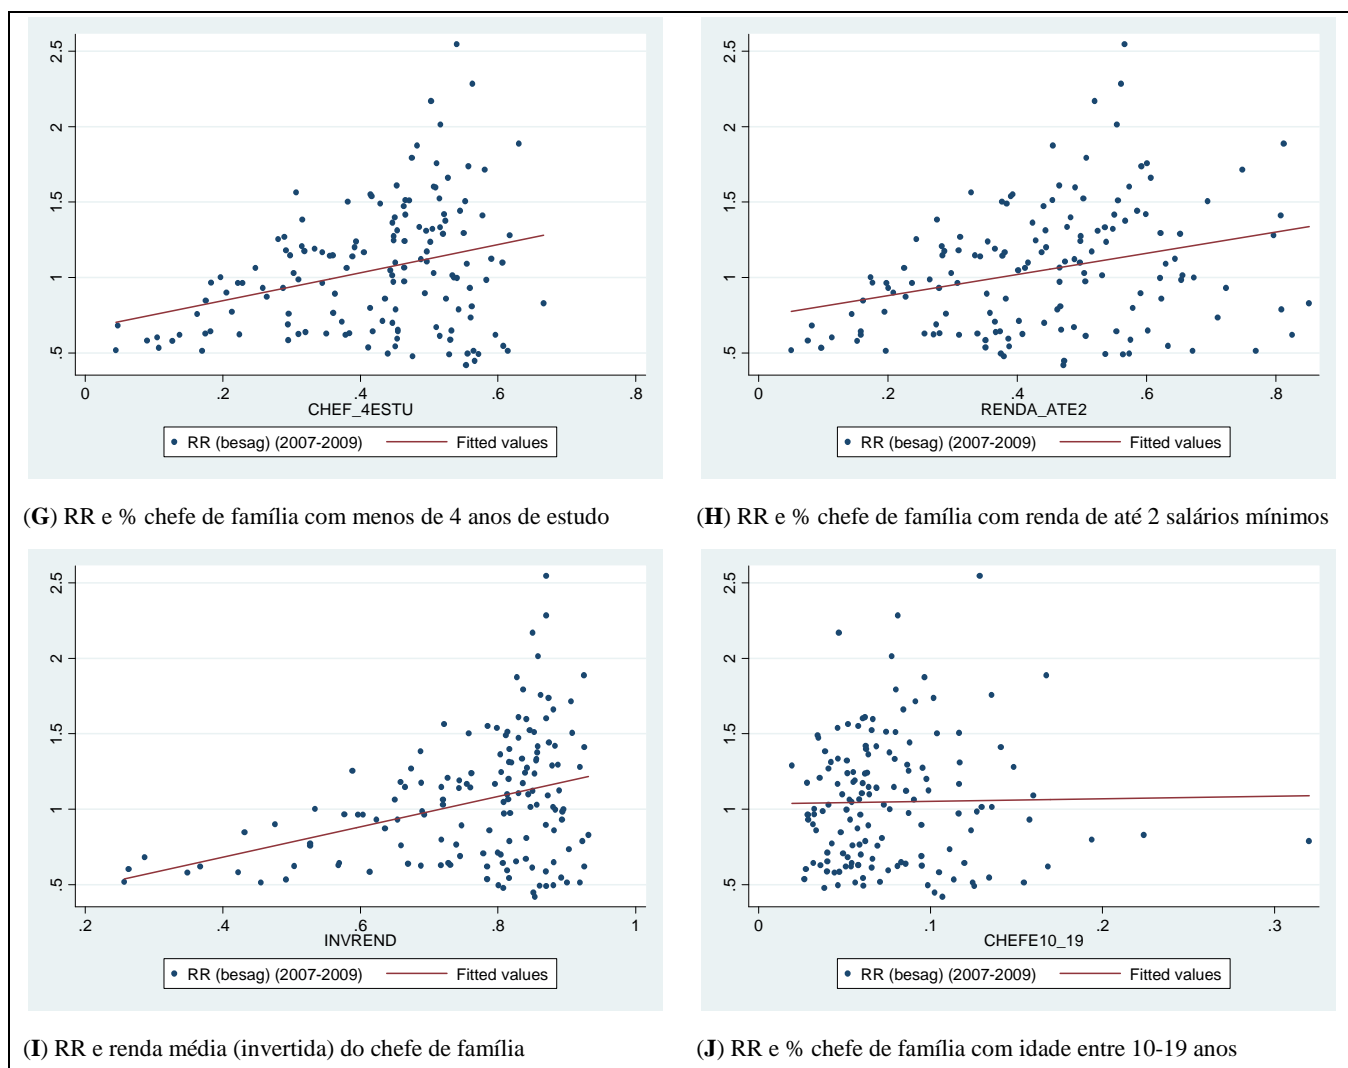 2.5
2
1.5
1
.5
0 .2 .4 .6 .8
CHEF_4ESTU
RR (besag) (2007-2009) Fitted values
(G) RR e % chefe de família com menos de 4 anos de estudo
2.5
2
1.5
1
.5
0 .2 .4 .6 .8
RENDA_ATE2
RR (besag) (2007-2009) Fitted values
(H) RR e % chefe de família com renda de até 2 salários mínimos
2.5
2
1.5
1
.5
.2 .4 .6 .8 1
INVREND
RR (besag) (2007-2009) Fitted values
(I) RR e renda média (invertida) do chefe de família
2.5
2
1.5
1
.5
0 .1 .2 .3
CHEFE10_19
RR (besag) (2007-2009) Fitted values
(J) RR e % chefe de família com idade entre 10-19 anos